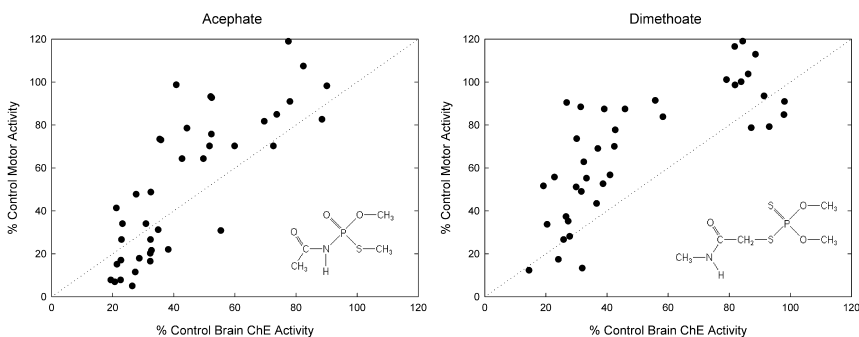 Acephate
120
100
80
60
40
20
0
% Control Motor Activity
0 20 40 60 80 100 120
% Control Brain ChE Activity
O
O—CH₃
P
O
C
N
S—CH₃
CH₃
H
Dimethoate
120
100
80
60
40
20
0
% Control Motor Activity
0 20 40 60 80 100 120
% Control Brain ChE Activity
S
O—CH₃
P
O
C
CH₂—S
O—CH₃
CH₃
N
H